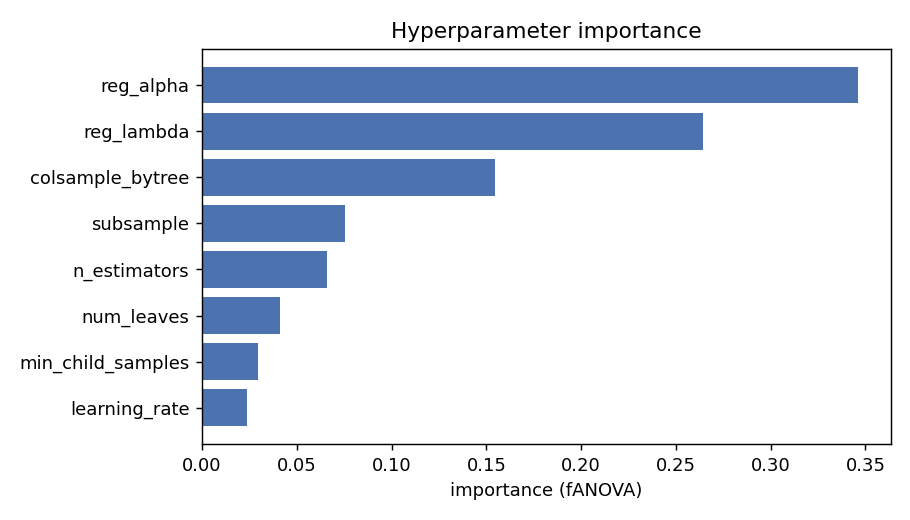 Hyperparameter importance
reg_alpha
reg_lambda
colsample_bytree
subsample
n_estimators
num_leaves
min_child_samples
learning_rate
0.00 0.05 0.10 0.15 0.20 0.25 0.30 0.35
importance (fANOVA)